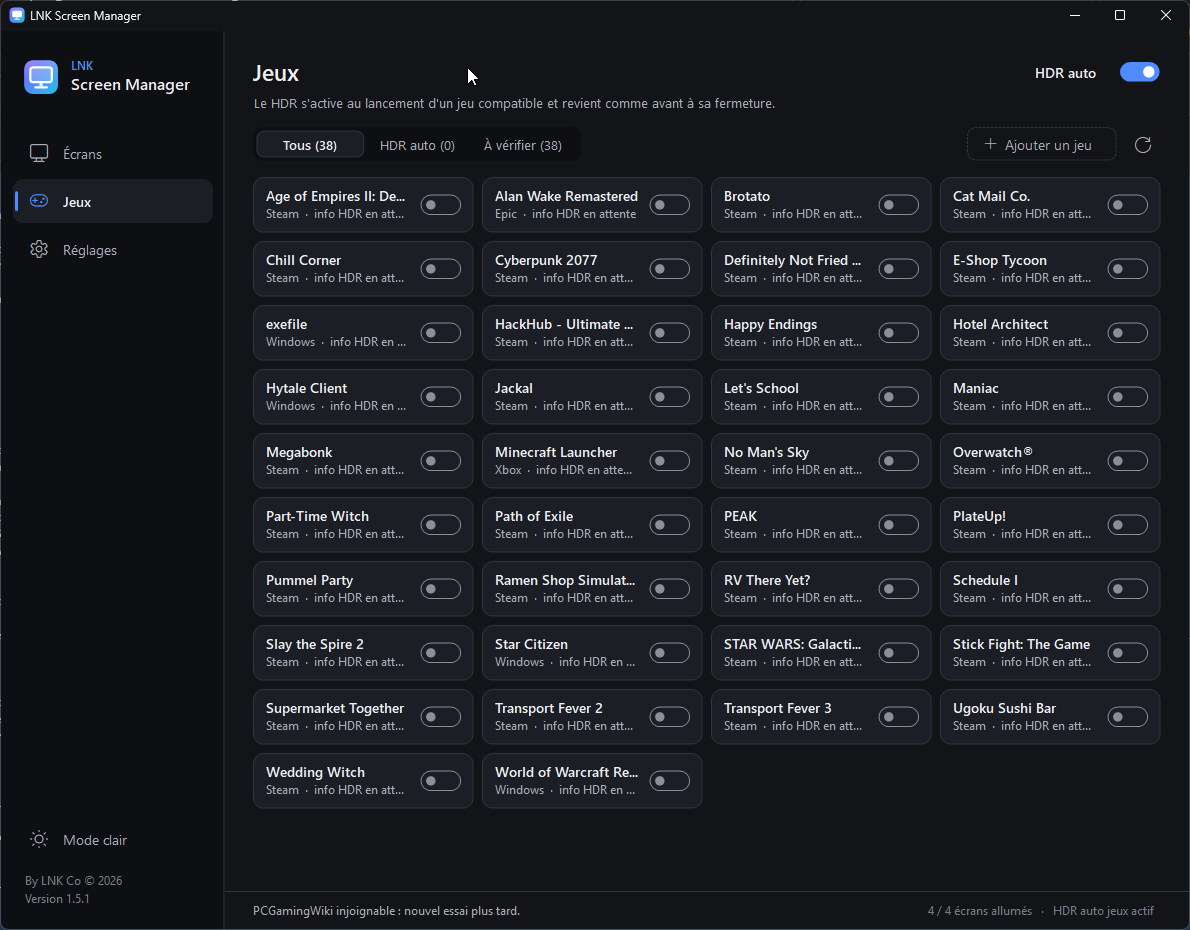 LNK Screen Manager
LNK
Screen Manager
Écrans
Jeux
Réglages
Mode clair
By LNK Co © 2026
Version 1.5.1
Jeux
HDR auto
Le HDR s'active au lancement d'un jeu compatible et revient comme avant à sa fermeture.
Tous (38)
HDR auto (0)
À vérifier (38)
+ Ajouter un jeu
Age of Empires II: De...
Steam · info HDR en att...
Alan Wake Remastered
Epic · info HDR en attente
Brotato
Steam · info HDR en att...
Cat Mail Co.
Steam · info HDR en att...
Chill Corner
Steam · info HDR en att...
Cyberpunk 2077
Steam · info HDR en att...
Definitely Not Fried ...
Steam · info HDR en att...
E-Shop Tycoon
Steam · info HDR en att...
exefile
Windows · info HDR en ...
HackHub - Ultimate ...
Steam · info HDR en att...
Happy Endings
Steam · info HDR en att...
Hotel Architect
Steam · info HDR en att...
Hytale Client
Windows · info HDR en ...
Jackal
Steam · info HDR en att...
Let's School
Steam · info HDR en att...
Maniac
Steam · info HDR en att...
Megabonk
Steam · info HDR en att...
Minecraft Launcher
Xbox · info HDR en atte...
No Man's Sky
Steam · info HDR en att...
Overwatch®
Steam · info HDR en att...
Part-Time Witch
Steam · info HDR en att...
Path of Exile
Steam · info HDR en att...
PEAK
Steam · info HDR en att...
PlateUp!
Steam · info HDR en att...
Pummel Party
Steam · info HDR en att...
Ramen Shop Simulat...
Steam · info HDR en att...
RV There Yet?
Steam · info HDR en att...
Schedule I
Steam · info HDR en att...
Slay the Spire 2
Steam · info HDR en att...
Star Citizen
Windows · info HDR en ...
STAR WARS: Galacti...
Steam · info HDR en att...
Stick Fight: The Game
Steam · info HDR en att...
Supermarket Together
Steam · info HDR en att...
Transport Fever 2
Steam · info HDR en att...
Transport Fever 3
Steam · info HDR en att...
Ugoku Sushi Bar
Steam · info HDR en att...
Wedding Witch
Steam · info HDR en att...
World of Warcraft Re...
Windows · info HDR en ...
PCGamingWiki injoignable : nouvel essai plus tard.
4 / 4 écrans allumés · HDR auto jeux actif